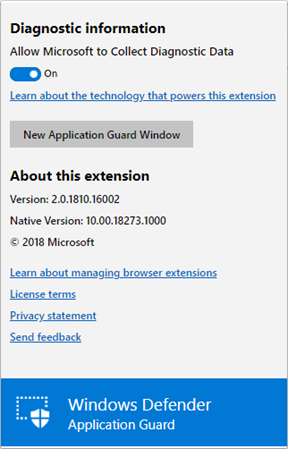 Diagnostic information
Allow Microsoft to Collect Diagnostic Data
On
Learn about the technology that powers this extension
New Application Guard Window
About this extension
Version: 2.0.1810.16002
Native Version: 10.00.18273.1000
© 2018 Microsoft
Learn about managing browser extensions
License terms
Privacy statement
Send feedback
Windows Defender
Application Guard